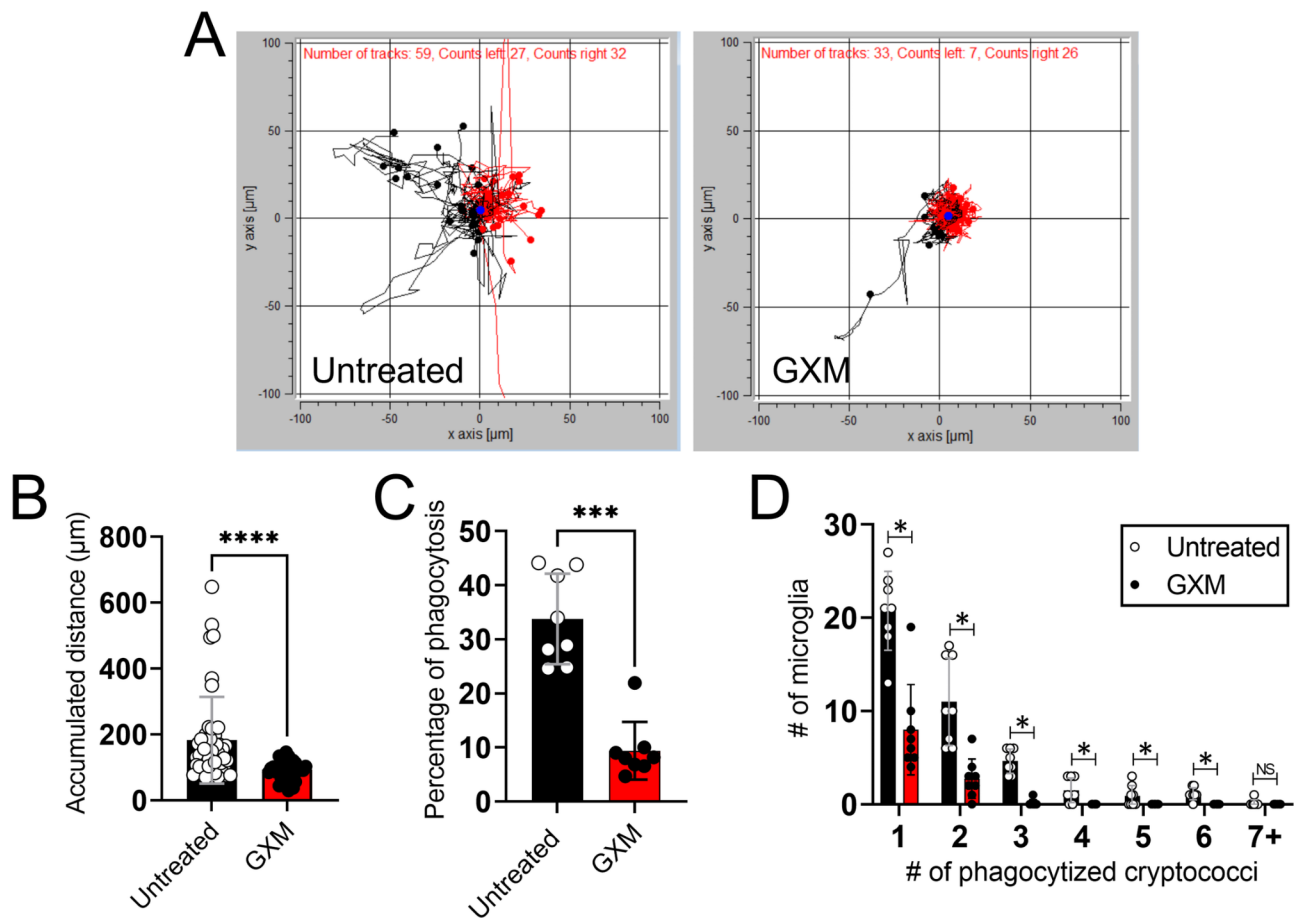 A
Number of tracks: 59, Counts left: 27, Counts right 32
100
50
0
-50
-100
y axis [µm]
Untreated
-100
-50
0
50
100
x axis [µm]
Number of tracks: 33, Counts left: 7, Counts right 26
100
50
0
-50
-100
y axis [µm]
GXM
-100
-50
0
50
100
x axis [µm]
B
Accumulated distance (µm)
800
600
400
200
0
****
Untreated
GXM
C
Percentage of phagocytosis
50
40
30
20
10
0
***
Untreated
GXM
D
# of microglia
30
20
10
0
*
*
*
*
*
*
NS
Untreated
GXM
1 2 3 4 5 6 7+
# of phagocytized cryptococci